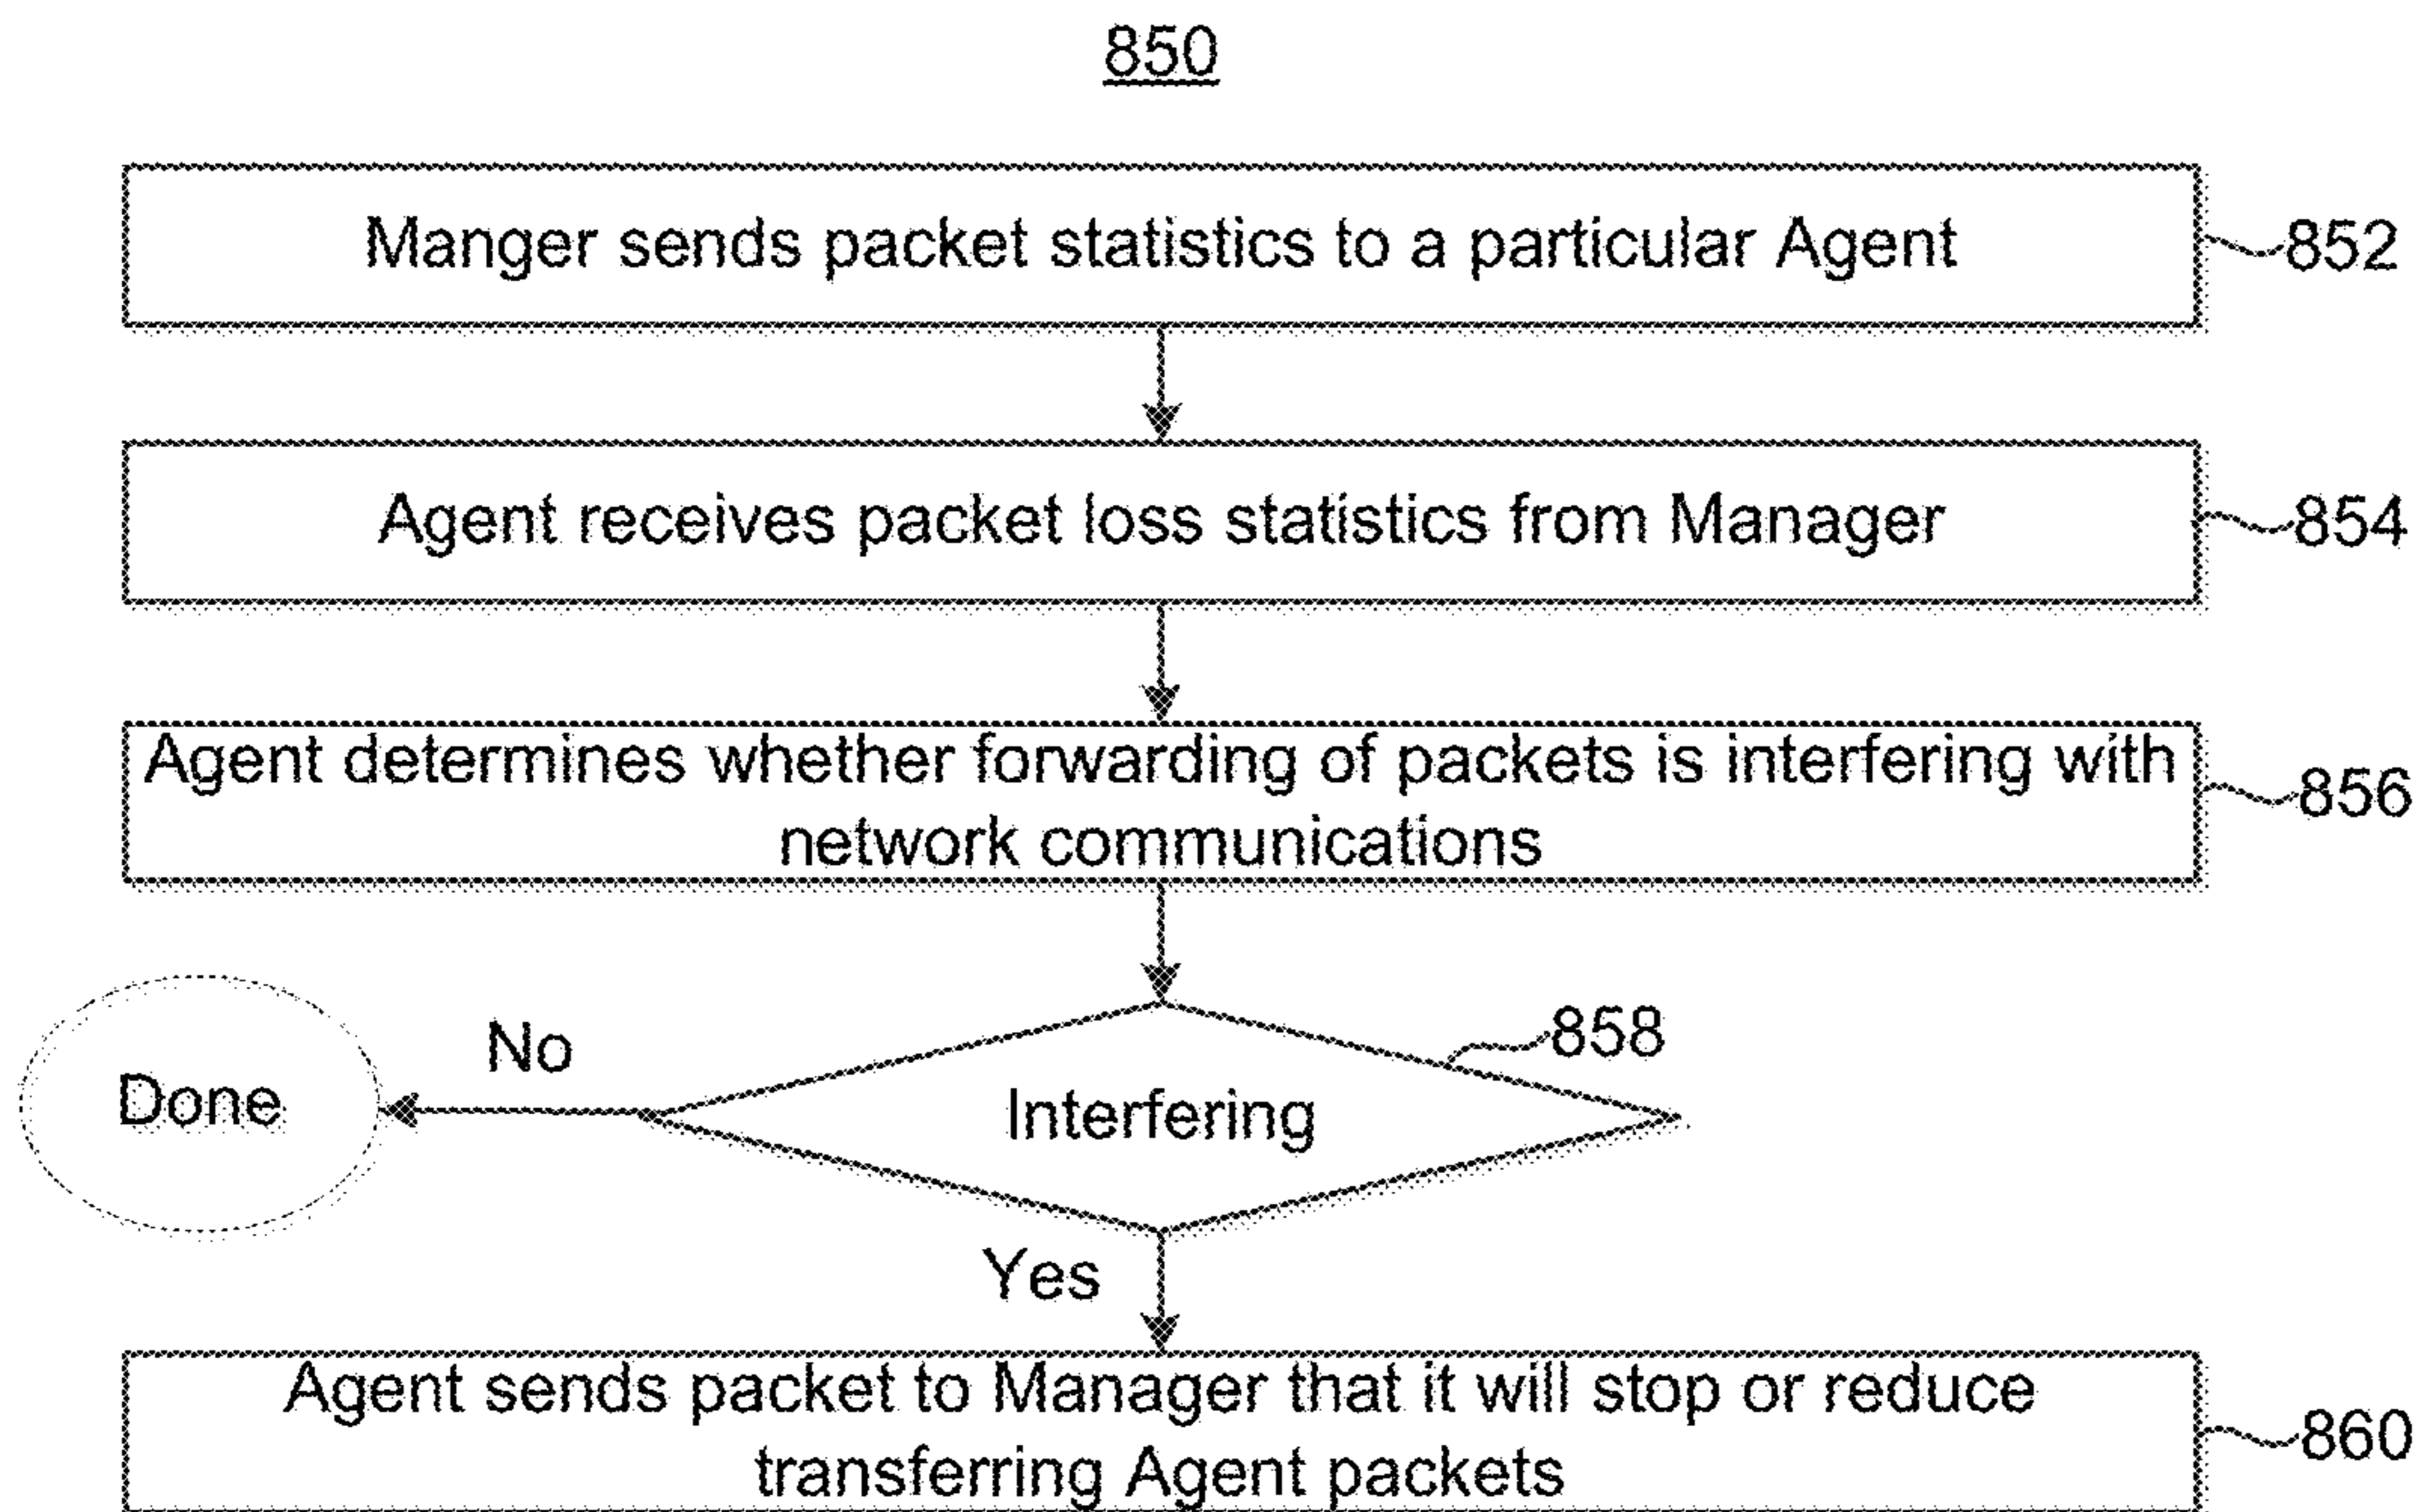 850
Manger sends packet statistics to a particular Agent
852
Agent receives packet loss statistics from Manager
854
Agent determines whether forwarding of packets is interfering with
network communications
856
858
No
Done
Interfering
Yes
Agent sends packet to Manager that it will stop or reduce
transferring Agent packets
860